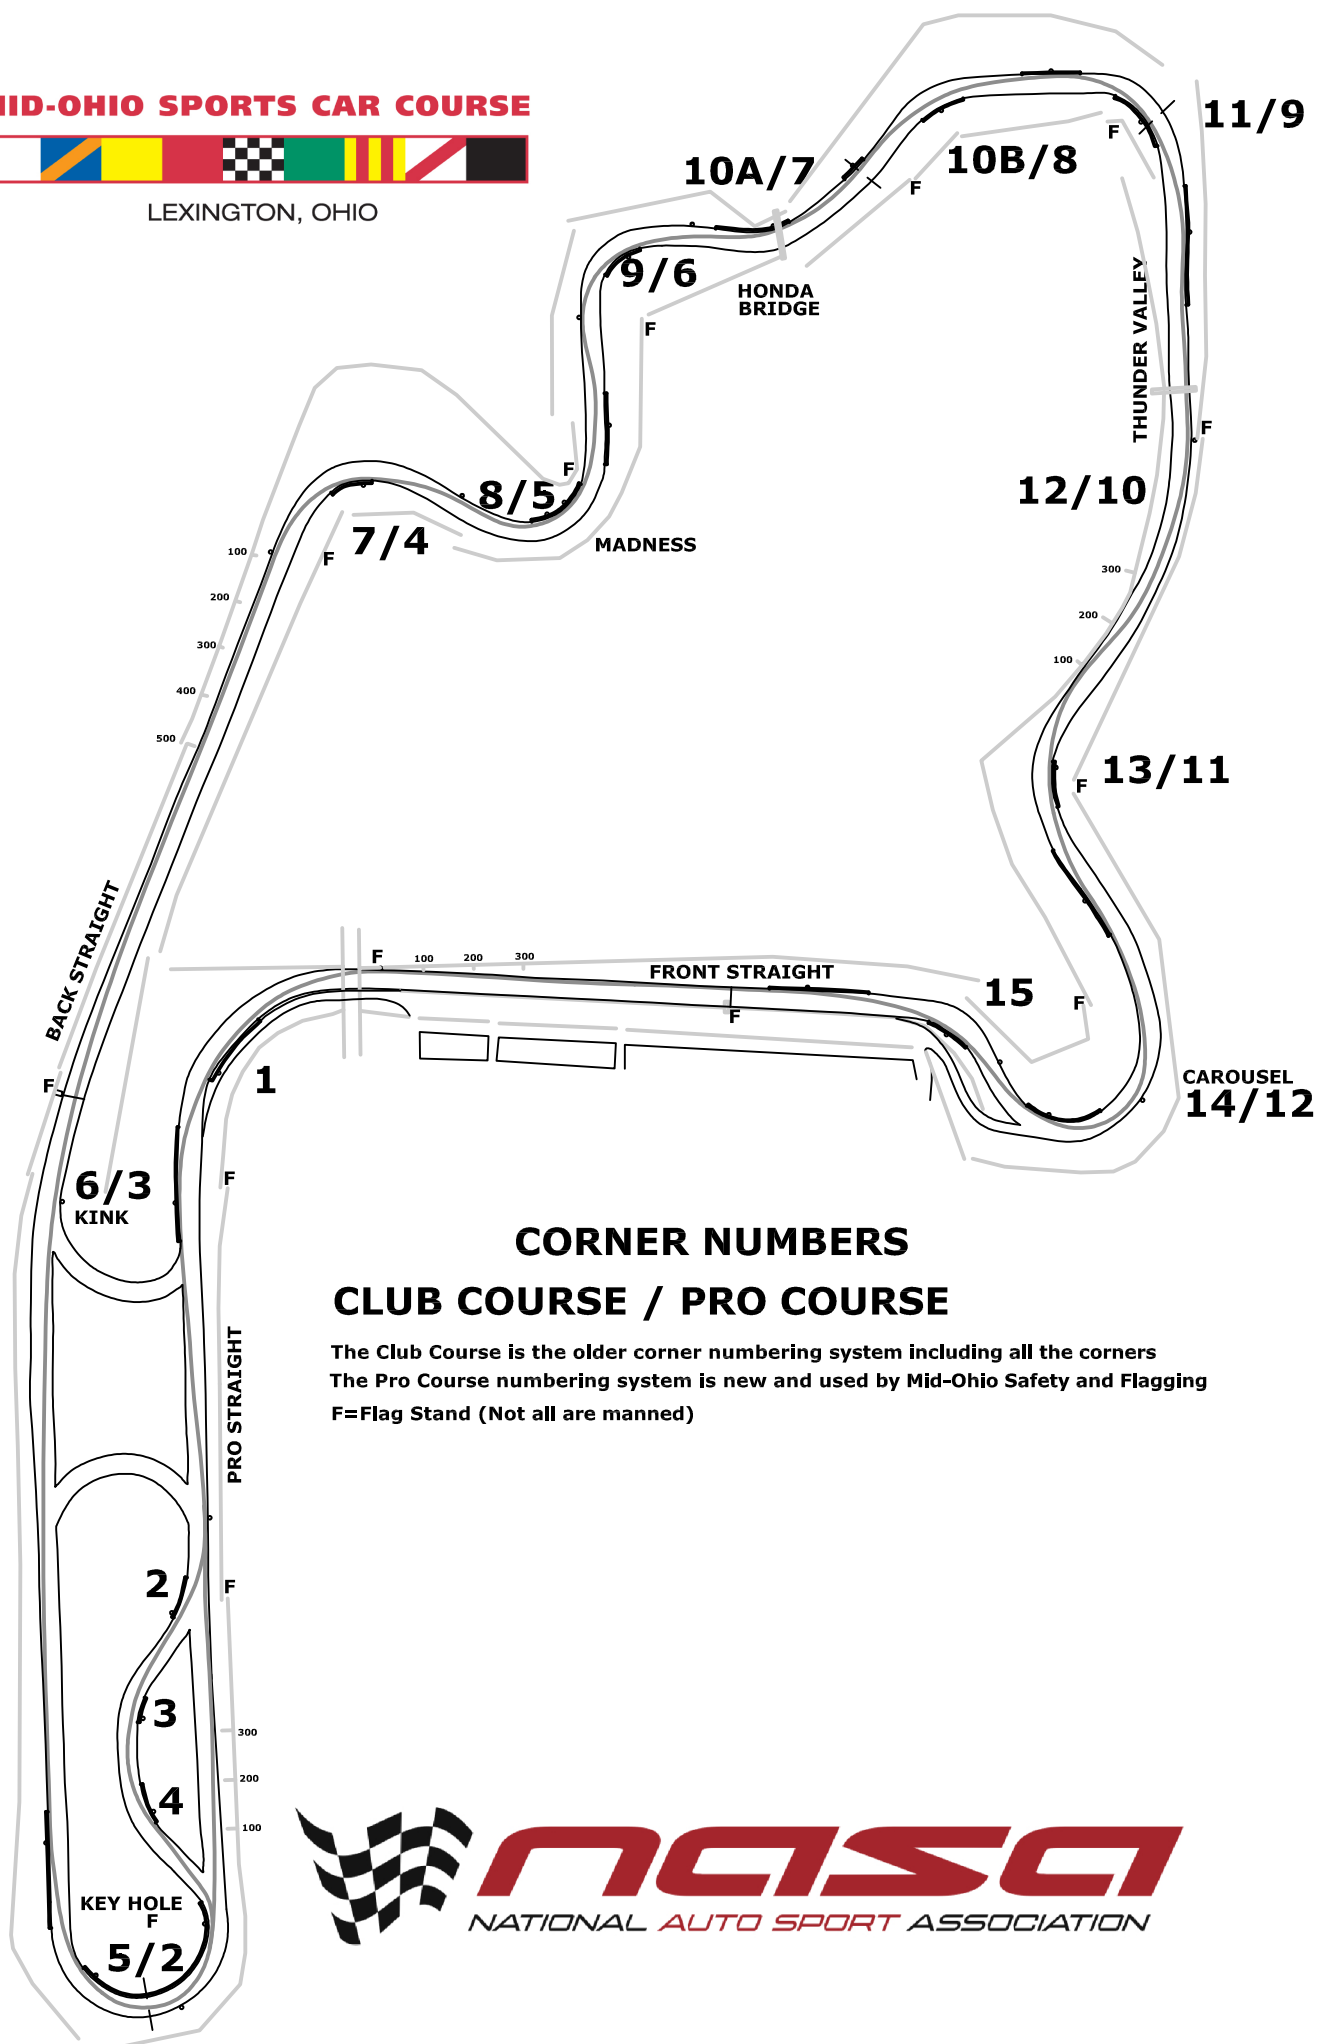 MID-OHIO SPORTS CAR COURSE
LEXINGTON, OHIO
11/9
F
10B/8
10A/7
F
9/6
HONDA
BRIDGE
F
THUNDER VALLEY
F
F
8/5
12/10
7/4
MADNESS
F
100
200
300
400
500
300
200
100
13/11
F
BACK STRAIGHT
F
100
200
300
FRONT STRAIGHT
15
F
F
1
F
CAROUSEL
14/12
6/3
KINK
F
CORNER NUMBERS
CLUB COURSE / PRO COURSE
The Club Course is the older corner numbering system including all the corners
The Pro Course numbering system is new and used by Mid-Ohio Safety and Flagging
F=Flag Stand (Not all are manned)
PRO STRAIGHT
2
F
3
300
200
4
100
KEY HOLE
F
5/2
nasa
NATIONAL AUTO SPORT ASSOCIATION